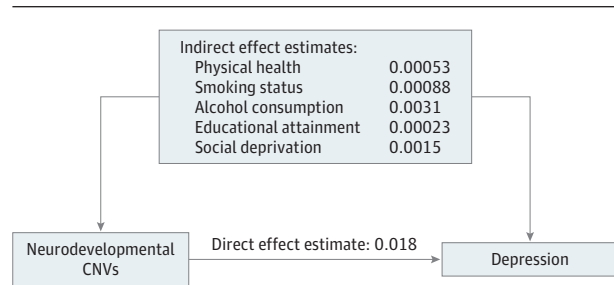 Indirect effect estimates:
Physical health 0.00053
Smoking status 0.00088
Alcohol consumption 0.0031
Educational attainment 0.00023
Social deprivation 0.0015
Neurodevelopmental
CNVs
Direct effect estimate: 0.018
Depression